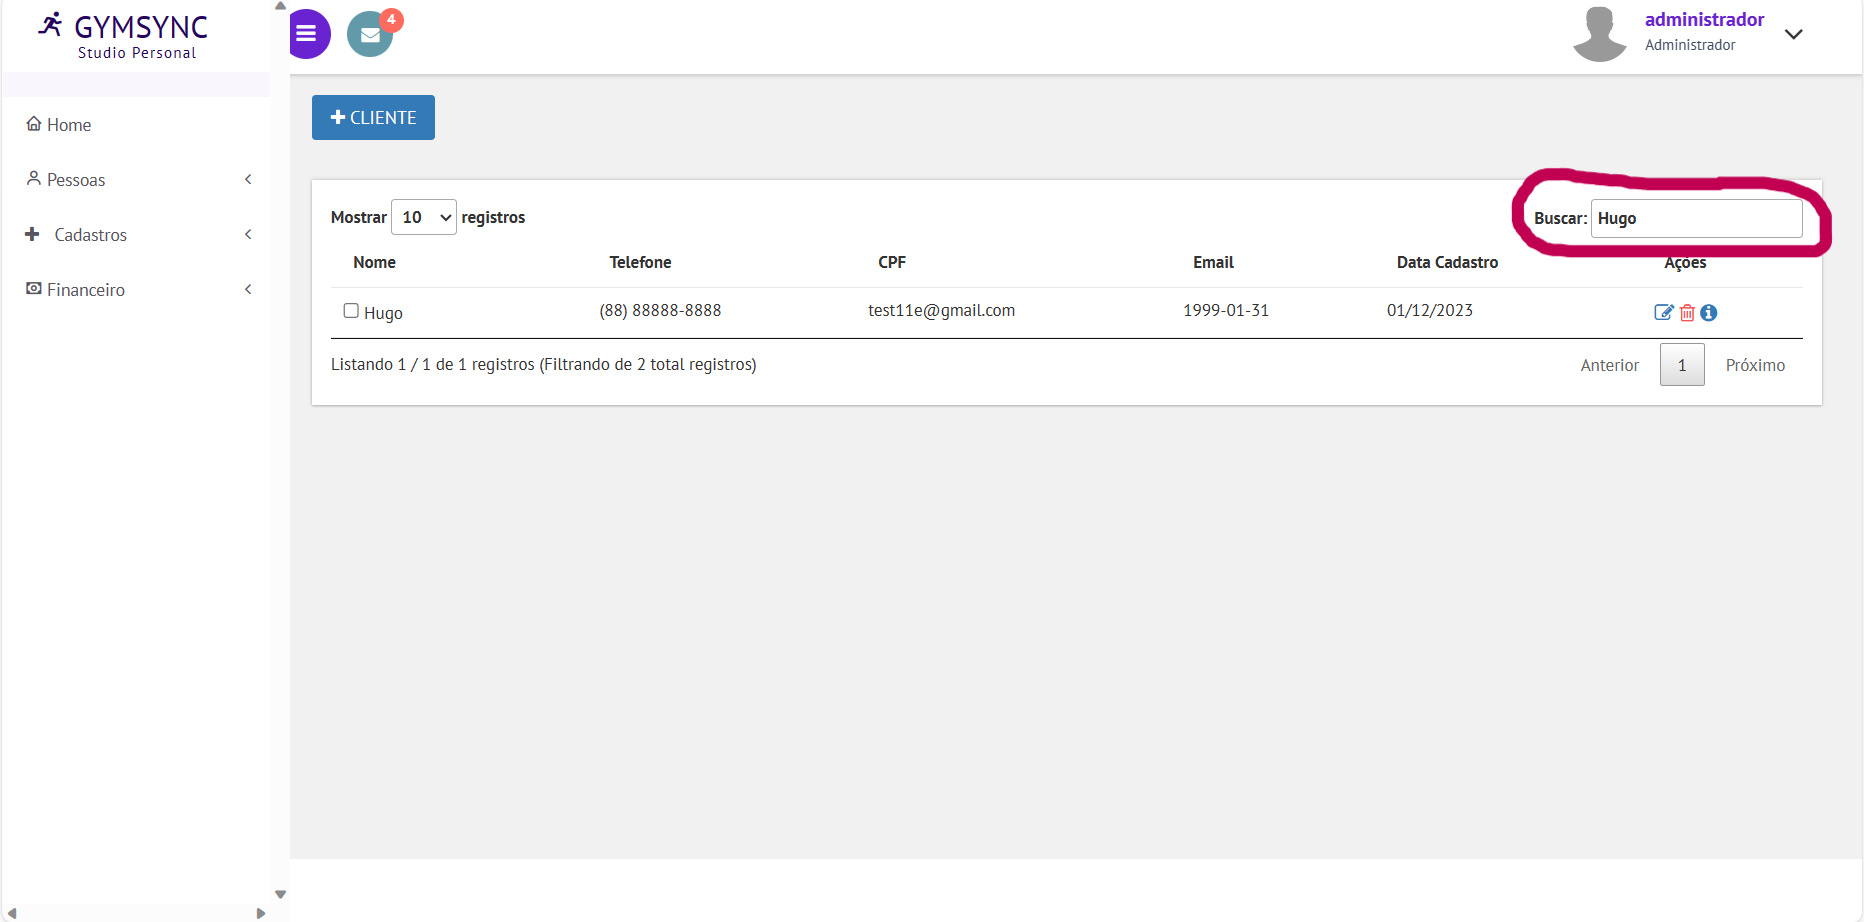 GYMSYNC
Studio Personal
4
administrador
Administrador
Home
Pessoas
Cadastros
Financeiro
CLIENTE
Mostrar 10 registros
Buscar: Hugo
Nome Telefone CPF Email Data Cadastro Ações
Hugo (88) 88888-8888 test11e@gmail.com 1999-01-31 01/12/2023
Listando 1 / 1 de 1 registros (Filtrando de 2 total registros)
Anterior 1 Próximo